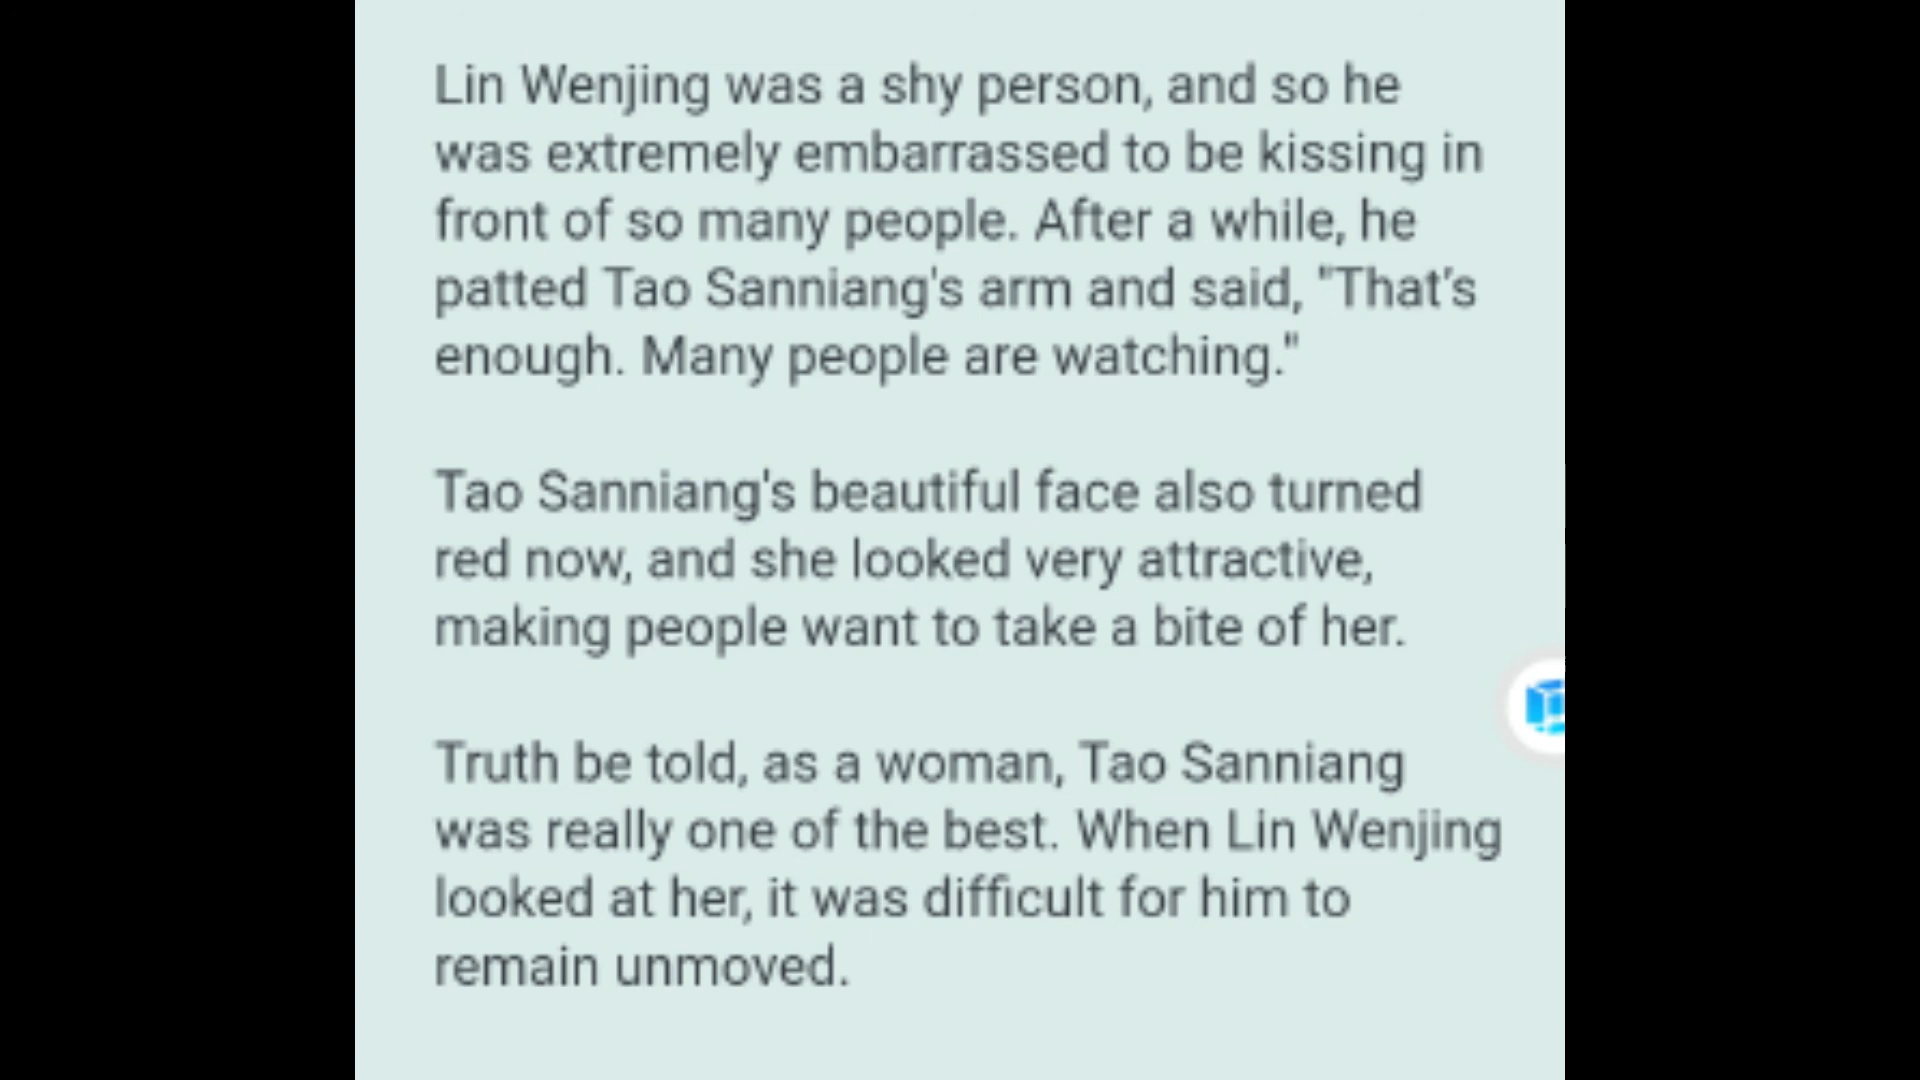 Lin Wenjing was a shy person, and so he
was extremely embarrassed to be kissing in
front of so many people. After a while, he
patted Tao Sanniang's arm and said, "That's
enough. Many people are watching."
Tao Sanniang's beautiful face also turned
red now, and she looked very attractive,
making people want to take a bite of her.
Truth be told, as a woman, Tao Sanniang
was really one of the best. When Lin Wenjing
looked at her, it was difficult for him to
remain unmoved.